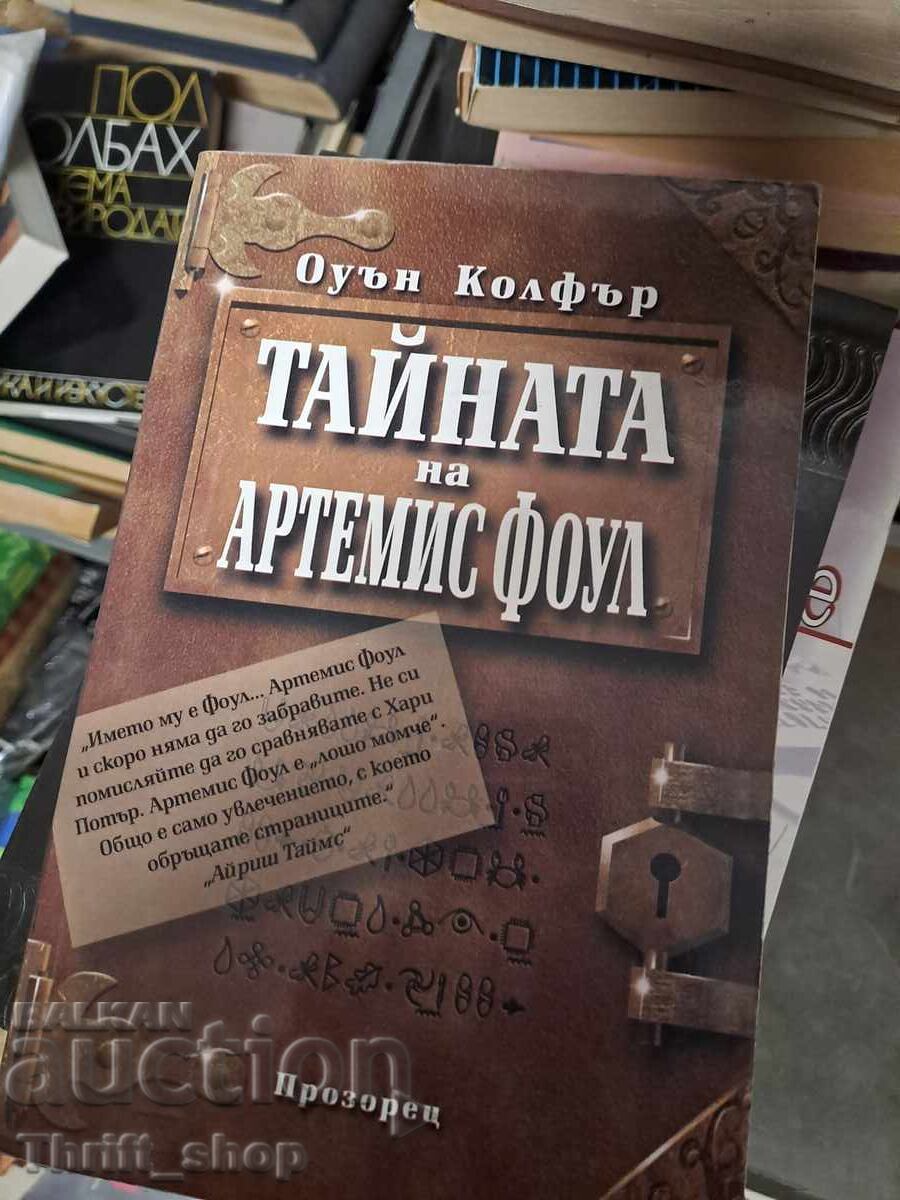 ПОЛ
ОЛБАХ
Оуън Колфър
ТАЙНАТА
на
АРТЕМИС ФОУЛ
„Името му е Фоул... Артемис Фоул
и скоро няма да го забравите. Не си
помисляйте да го сравнявате с Хари
Потър. Артемис Фоул е „лошо момче“.
Общо е само увлечението, с което
обръщате страниците.“
„Айриш Таймс“
Прозорец
BALKAN
auction
Thrift_shop